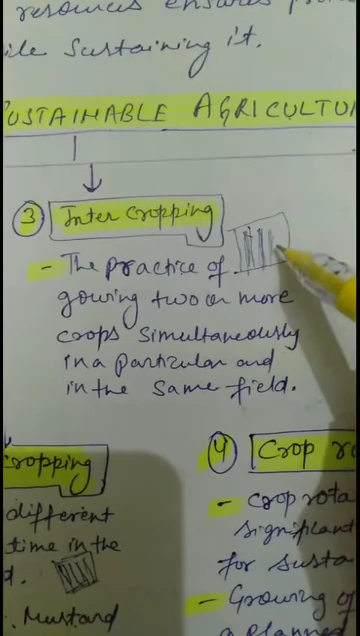 resources ensures
sustaining it.
SUSTAINABLE AGRICULTU
③ Inter Cropping
- The practice of
gowing two or more
crops simultaneously
in a particular and
in the same field.
cropping
different
time in the
Mustard
④ Crop ro
- crop rota
significant
for susta
- Growing of
a planned